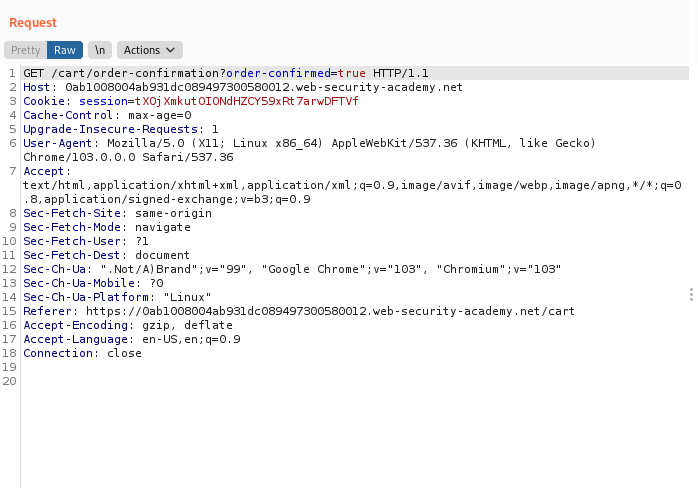 Request
Pretty Raw \n Actions
1 GET /cart/order-confirmation?order-confirmed=true HTTP/1.1
2 Host: 0ab1008004ab931dc089497300580012.web-security-academy.net
3 Cookie: session=tXOjXmkutOIONdHZCY59xRt7arwDFTVf
4 Cache-Control: max-age=0
5 Upgrade-Insecure-Requests: 1
6 User-Agent: Mozilla/5.0 (X11; Linux x86_64) AppleWebKit/537.36 (KHTML, like Gecko)
Chrome/103.0.0.0 Safari/537.36
7 Accept:
text/html,application/xhtml+xml,application/xml;q=0.9,image/avif,image/webp,image/apng,*/*;q=0
.8,application/signed-exchange;v=b3;q=0.9
8 Sec-Fetch-Site: same-origin
9 Sec-Fetch-Mode: navigate
10 Sec-Fetch-User: ?1
11 Sec-Fetch-Dest: document
12 Sec-Ch-Ua: ".Not/A)Brand";v="99", "Google Chrome";v="103", "Chromium";v="103"
13 Sec-Ch-Ua-Mobile: ?0
14 Sec-Ch-Ua-Platform: "Linux"
15 Referer: https://0ab1008004ab931dc089497300580012.web-security-academy.net/cart
16 Accept-Encoding: gzip, deflate
17 Accept-Language: en-US,en;q=0.9
18 Connection: close
19
20